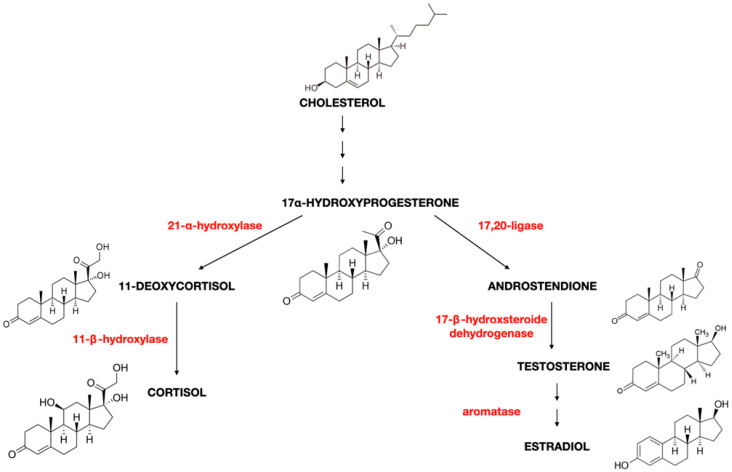 CHOLESTEROL
HO
H
H
H
H
17α-HYDROXYPROGESTERONE
21-α-hydroxylase
17,20-ligase
O
OH
H
H
H
O
OH
O
OH
H
H
H
O
11-DEOXYCORTISOL
ANDROSTENDIONE
O
H
H
H
O
11-β-hydroxylase
17-β-hydroxsteroide
dehydrogenase
CH₃
OH
CH₃
H
H
H
O
TESTOSTERONE
OH
O
HO
OH
H
H
H
O
CORTISOL
aromatase
ESTRADIOL
OH
H
H
H
HO